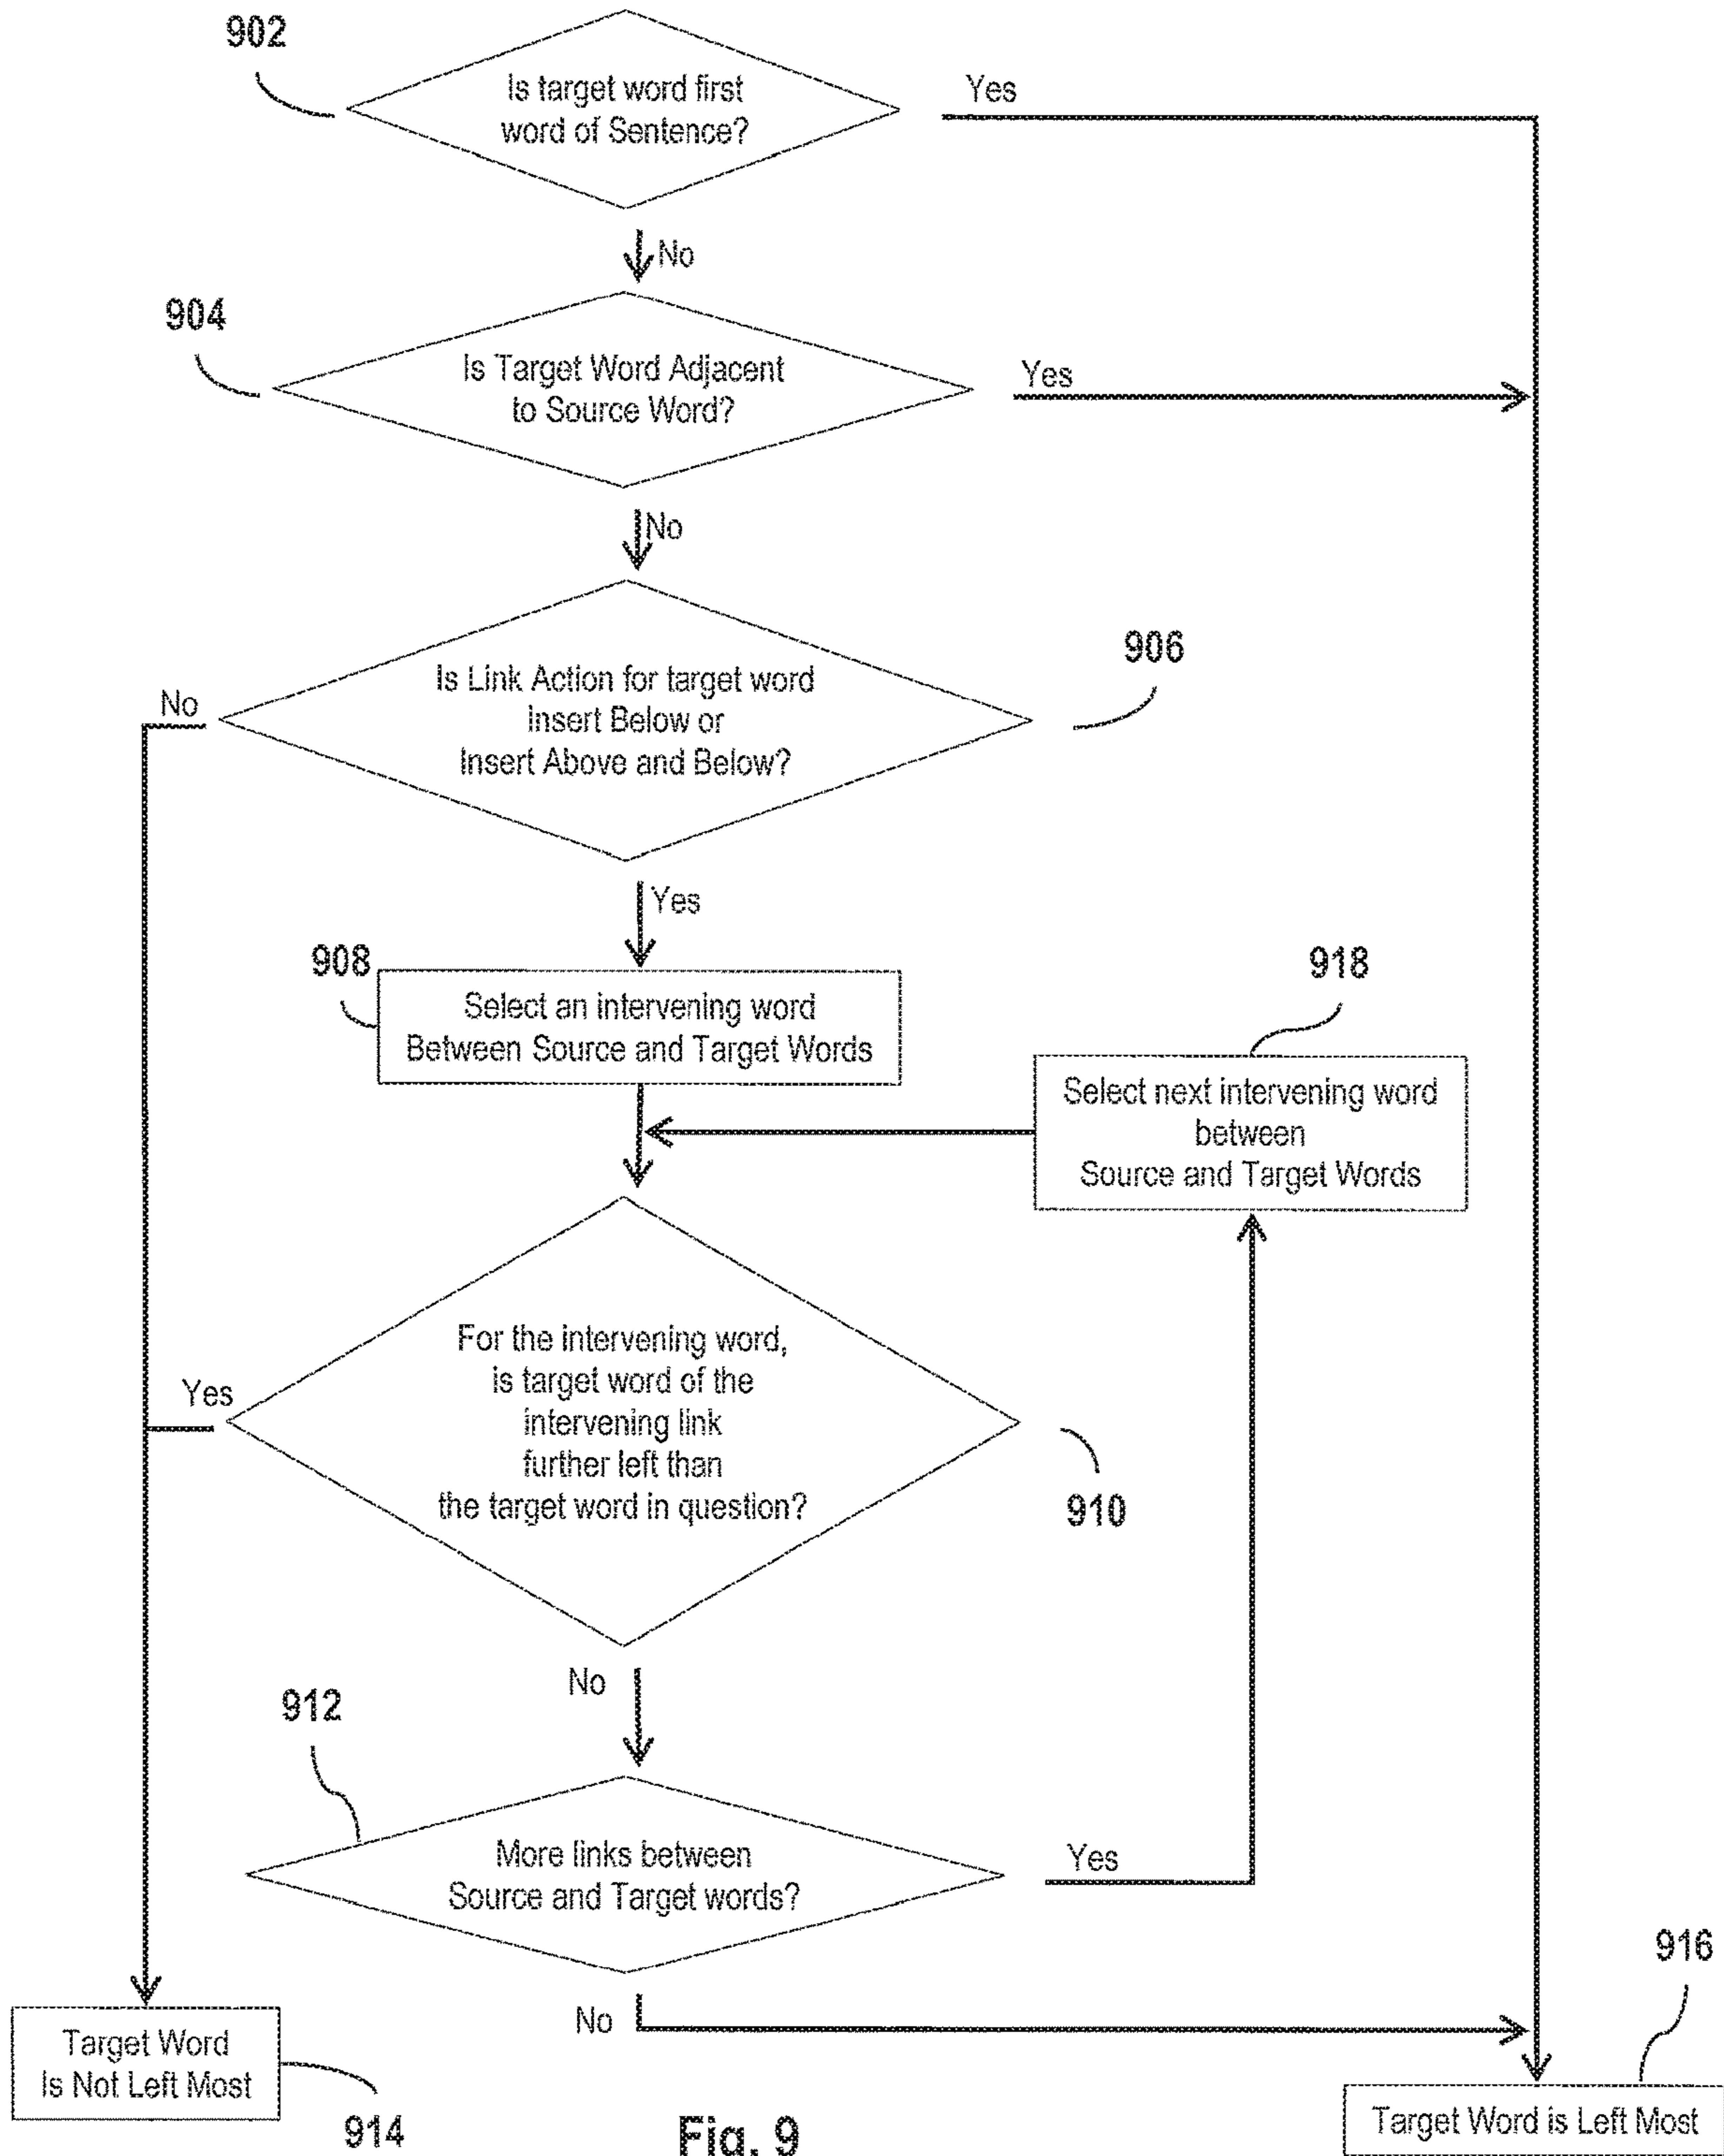 902
Is target word first
word of Sentence?
Yes
No
904
Is Target Word Adjacent
to Source Word?
Yes
No
906
Is Link Action for target word
Insert Below or
Insert Above and Below?
No
Yes
908
Select an intervening word
Between Source and Target Words
918
Select next intervening word
between
Source and Target Words
For the intervening word,
is target word of the
intervening link
further left than
the target word in question?
Yes
910
No
912
More links between
Source and Target words?
Yes
No
916
Target Word
Is Not Left Most
914
Target Word is Left Most
Fig. 9